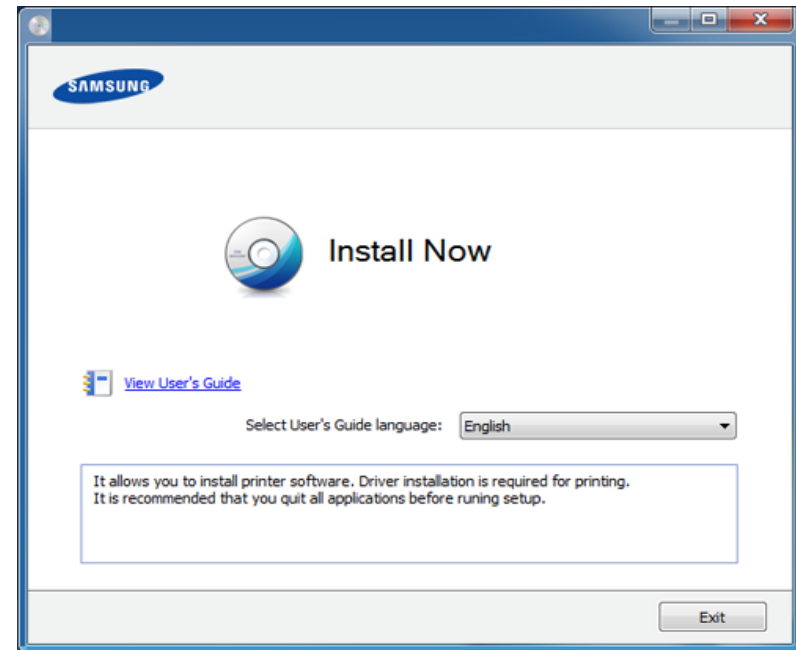 SAMSUNG
Install Now
View User's Guide
Select User's Guide language: English
It allows you to install printer software. Driver installation is required for printing.
It is recommended that you quit all applications before runing setup.
Exit